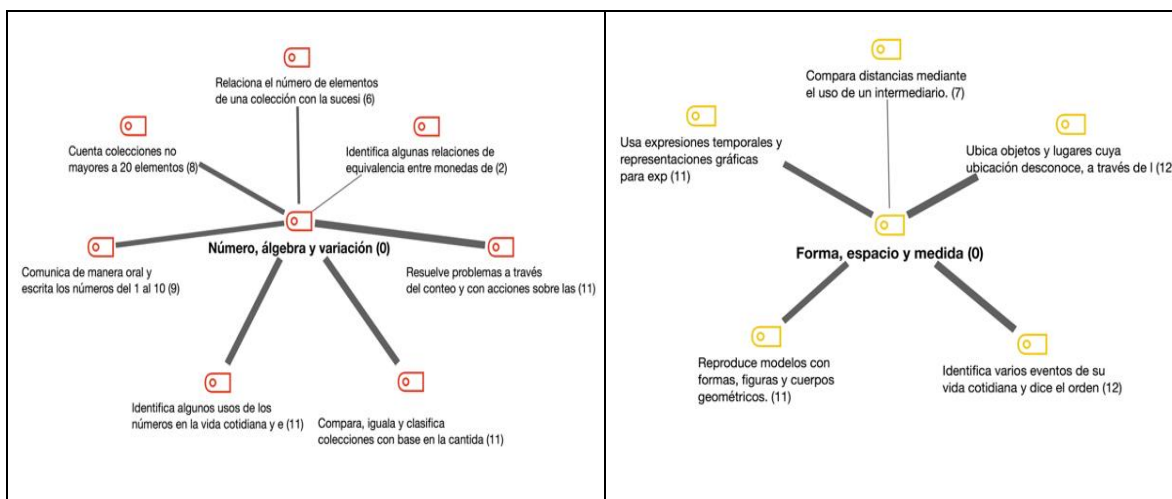 Relaciona el número de elementos
de una colección con la sucesi (6)
Cuenta colecciones no
mayores a 20 elementos (8)
Identifica algunas relaciones de
equivalencia entre monedas de (2)
Número, álgebra y variación (0)
Comunica de manera oral y
escrita los números del 1 al 10 (9)
Resuelve problemas a través
del conteo y con acciones sobre las (11)
Identifica algunos usos de los
números en la vida cotidiana y e (11)
Compara, iguala y clasifica
colecciones con base en la cantida (11)
Compara distancias mediante
el uso de un intermediario. (7)
Usa expresiones temporales y
representaciones gráficas
para exp (11)
Ubica objetos y lugares cuya
ubicación desconoce, a través de l (12
Forma, espacio y medida (0)
Reproduce modelos con
formas, figuras y cuerpos
geométricos. (11)
Identifica varios eventos de su
vida cotidiana y dice el orden (12)